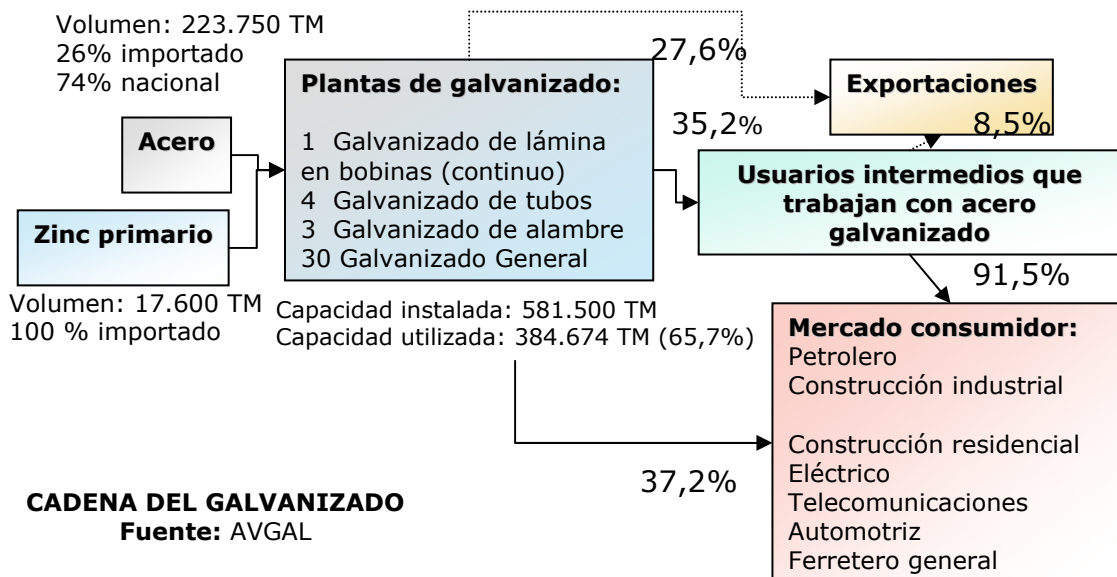 Volumen: 223.750 TM
26% importado
74% nacional
Acero
Zinc primario
Volumen: 17.600 TM
100 % importado
Plantas de galvanizado:
1 Galvanizado de lámina
en bobinas (continuo)
4 Galvanizado de tubos
3 Galvanizado de alambre
30 Galvanizado General
Capacidad instalada: 581.500 TM
Capacidad utilizada: 384.674 TM (65,7%)
27,6%
35,2%
Exportaciones
8,5%
Usuarios intermedios que
trabajan con acero
galvanizado
91,5%
37,2%
Mercado consumidor:
Petrolero
Construcción industrial
Construcción residencial
Eléctrico
Telecomunicaciones
Automotriz
Ferretero general
CADENA DEL GALVANIZADO
Fuente: AVGAL